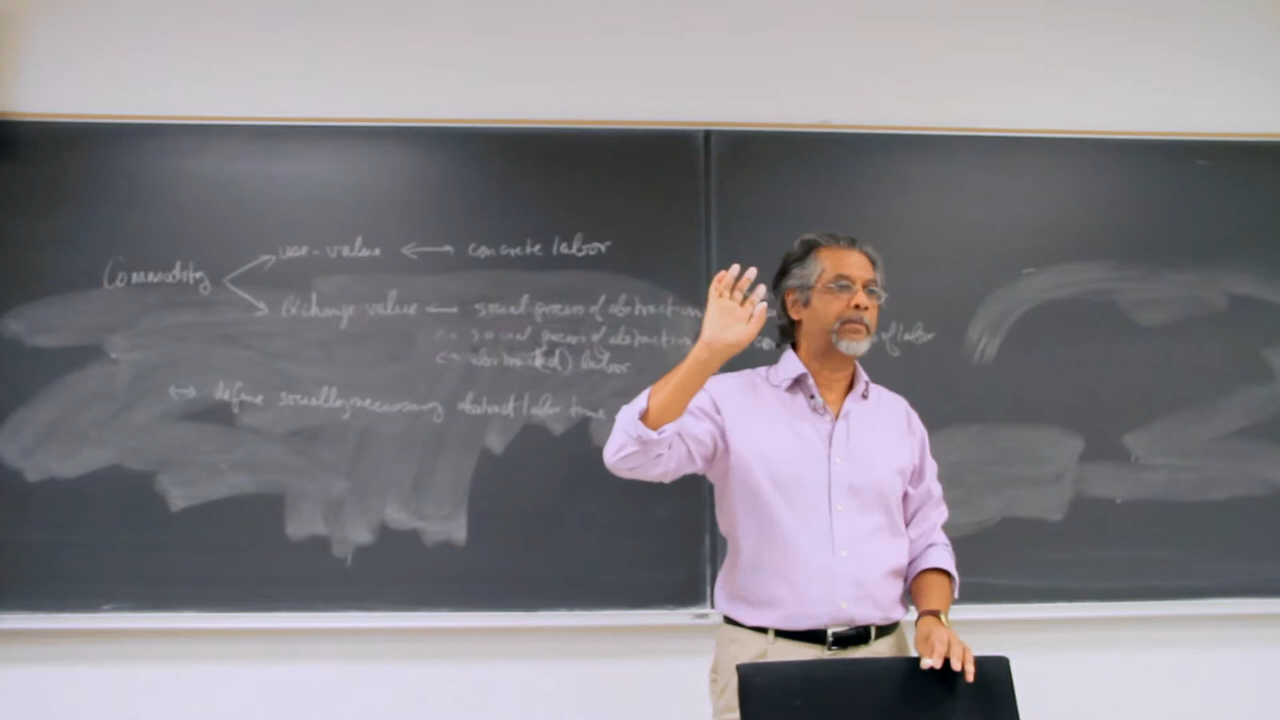 Commodity
use-value ⟷ concrete labor
Exchange value ⟷ social process of abstraction
↔ social process of abstraction of labor
↔ abstract(ed) labor
↔ define socially necessary abstract labor time